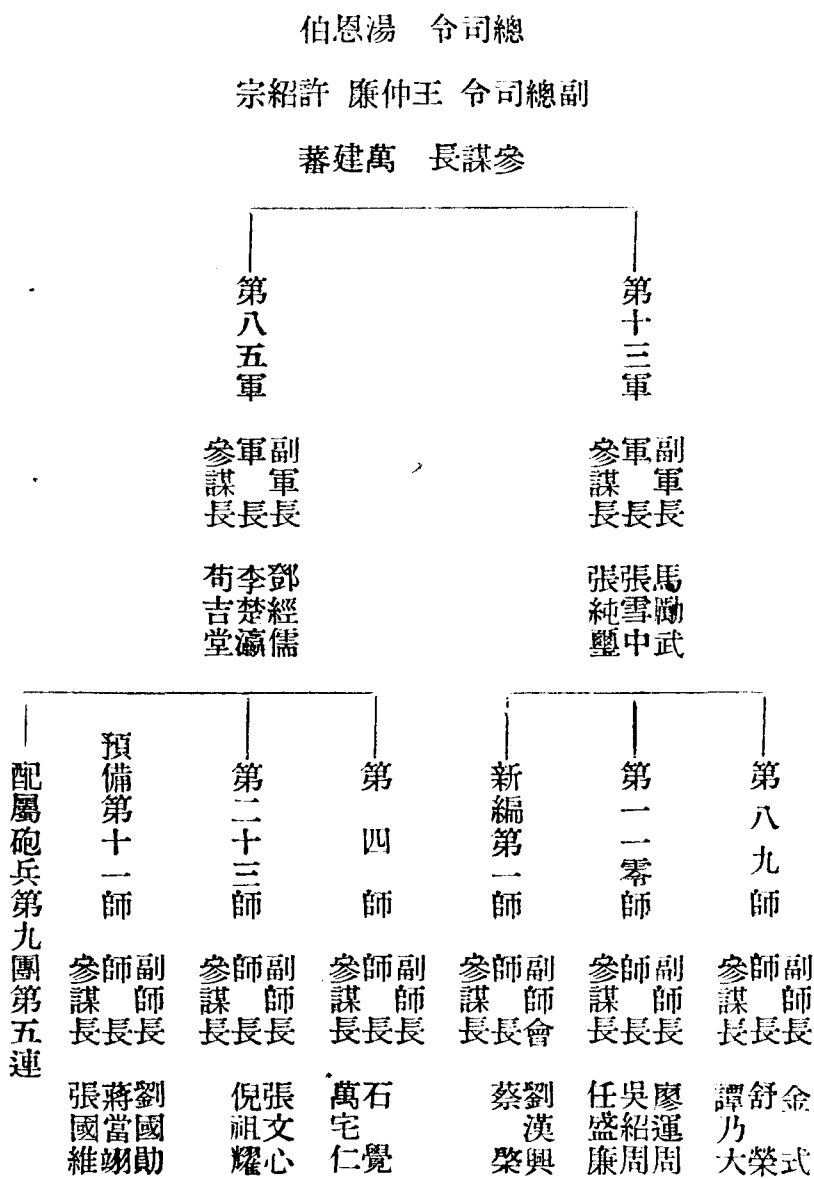 總司令 湯恩伯
副總司令 王仲廉 許紹宗
參謀長 萬建蕃
第十三軍
副軍長 馬勵武
軍長 張雪中
參謀長 張純璽
第八五軍
副軍長 鄧經儒
軍長 李楚瀛
參謀長 苟吉堂
第八九師
副師長 金式
師長 舒榮
參謀長 譚乃大
第一一零師
副師長 廖運周
師長 吳紹周
參謀長 任盛廉
新編第一師
副師會 劉漢興
師長 蔡棨
參謀長
第四師
副師長
師長 石覺
參謀長 萬宅仁
第二十三師
副師長 張文心
師長 倪祖耀
參謀長
預備第十一師
副師長 劉國勛
師長 蔣當翊
參謀長 張國維
配屬砲兵第九團第五連